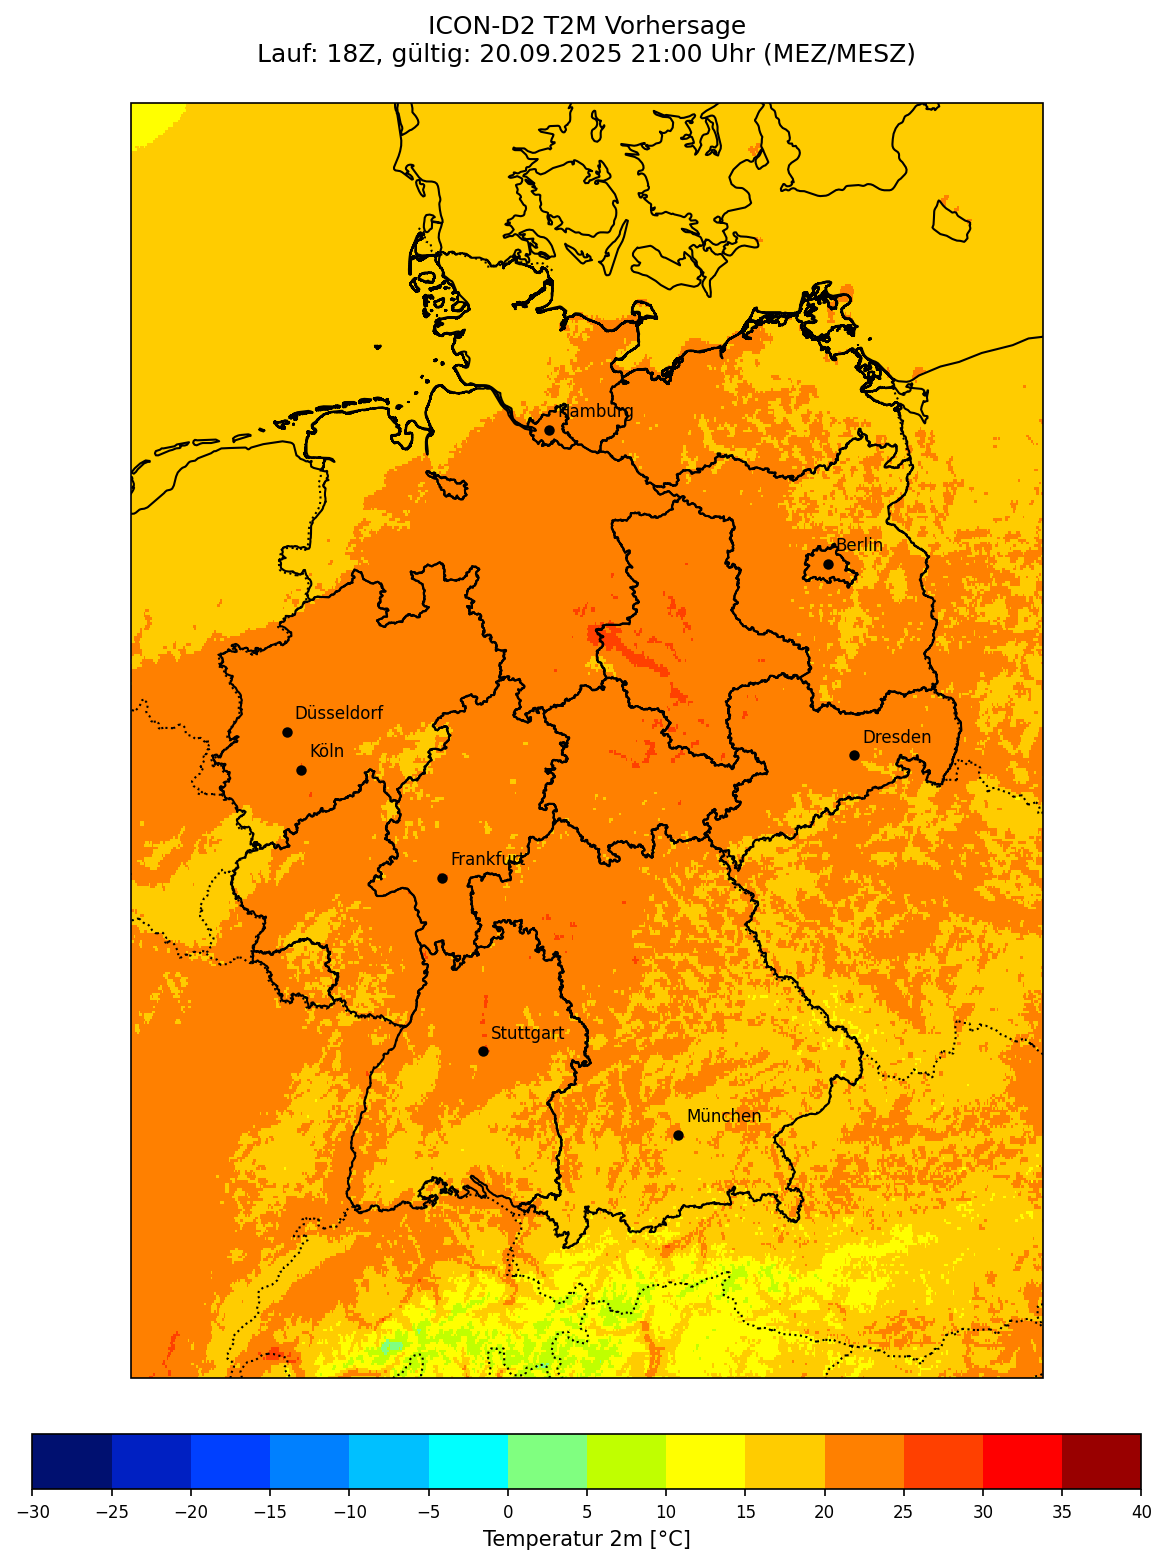 ICON-D2 T2M Vorhersage
Lauf: 18Z, gültig: 20.09.2025 21:00 Uhr (MEZ/MESZ)
Hamburg
Berlin
Düsseldorf
Dresden
Köln
Frankfurt
Stuttgart
München
−30 −25 −20 −15 −10 −5 0 5 10 15 20 25 30 35 40
Temperatur 2m [°C]